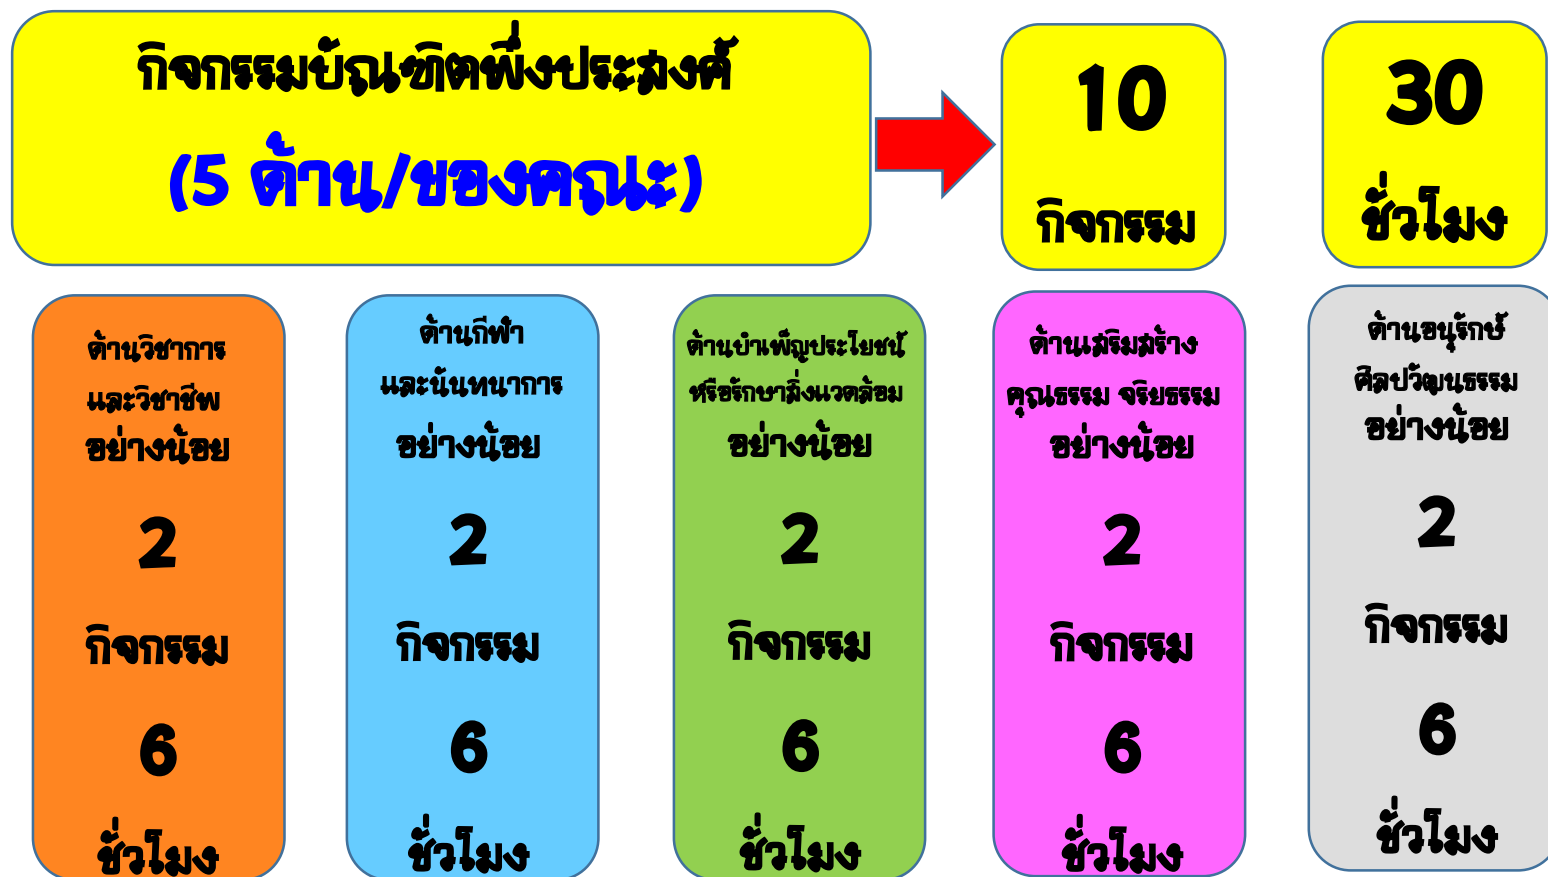 กิจกรรมบัณฑิตพึงประสงค์
(5 ด้าน/ของคณะ)
10
กิจกรรม
30
ชั่วโมง
ด้านวิชาการ
และวิชาชีพ
อย่างน้อย
2
กิจกรรม
6
ชั่วโมง
ด้านกีฬา
และนันทนาการ
อย่างน้อย
2
กิจกรรม
6
ชั่วโมง
ด้านบำเพ็ญประโยชน์
หรือรักษาสิ่งแวดล้อม
อย่างน้อย
2
กิจกรรม
6
ชั่วโมง
ด้านเสริมสร้าง
คุณธรรม จริยธรรม
อย่างน้อย
2
กิจกรรม
6
ชั่วโมง
ด้านอนุรักษ์
ศิลปวัฒนธรรม
อย่างน้อย
2
กิจกรรม
6
ชั่วโมง